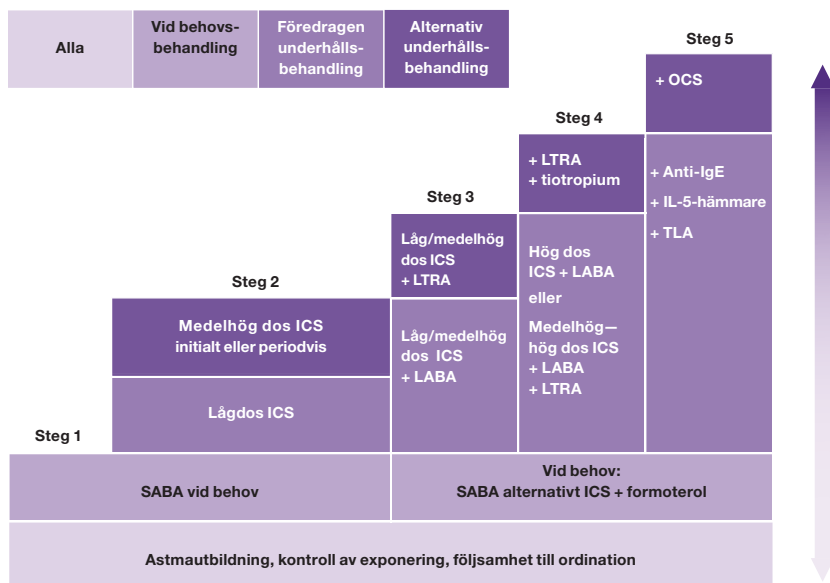 Alla
Vid behovs-
behandling
Föredragen
underhålls-
behandling
Alternativ
underhålls-
behandling
Steg 5
+ OCS
+ Anti-IgE
+ IL-5-hämmare
+ TLA
Steg 4
+ LTRA
+ tiotropium
Hög dos
ICS + LABA
eller
Medelhög—
hög dos ICS
+ LABA
+ LTRA
Steg 3
Låg/medelhög
dos ICS
+ LTRA
Låg/medelhög
dos ICS
+ LABA
Steg 2
Medelhög dos ICS
initialt eller periodvis
Lågdos ICS
Steg 1
SABA vid behov
Vid behov:
SABA alternativt ICS + formoterol
Astmautbildning, kontroll av exponering, följsamhet till ordination